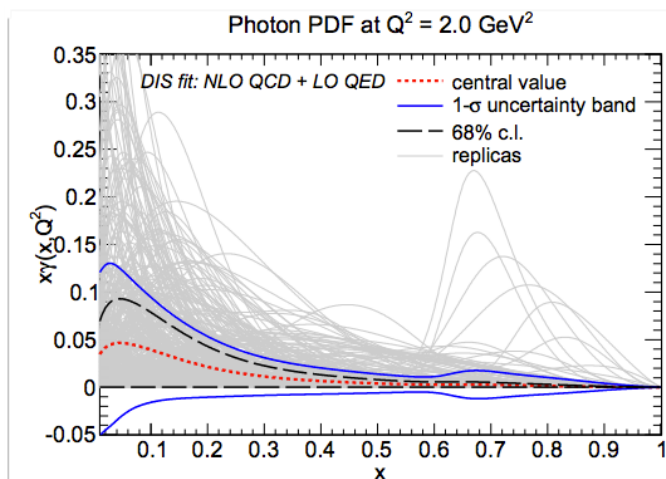 Photon PDF at Q² = 2.0 GeV²
DIS fit: NLO QCD + LO QED
central value
1-σ uncertainty band
68% c.l.
replicas
xγ(x,Q²)
0.35
0.3
0.25
0.2
0.15
0.1
0.05
0
-0.05
0.1 0.2 0.3 0.4 0.5 0.6 0.7 0.8 0.9 1
x